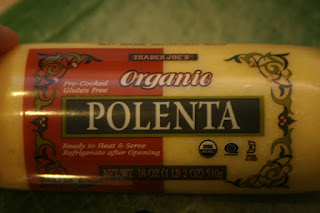 TRADER JOE'S
Pre-Cooked
Gluten Free
Organic
POLENTA
Ready to Heat & Serve
Refrigerate after Opening
NET WT. 18 OZ (1 LB 2 OZ) 510g